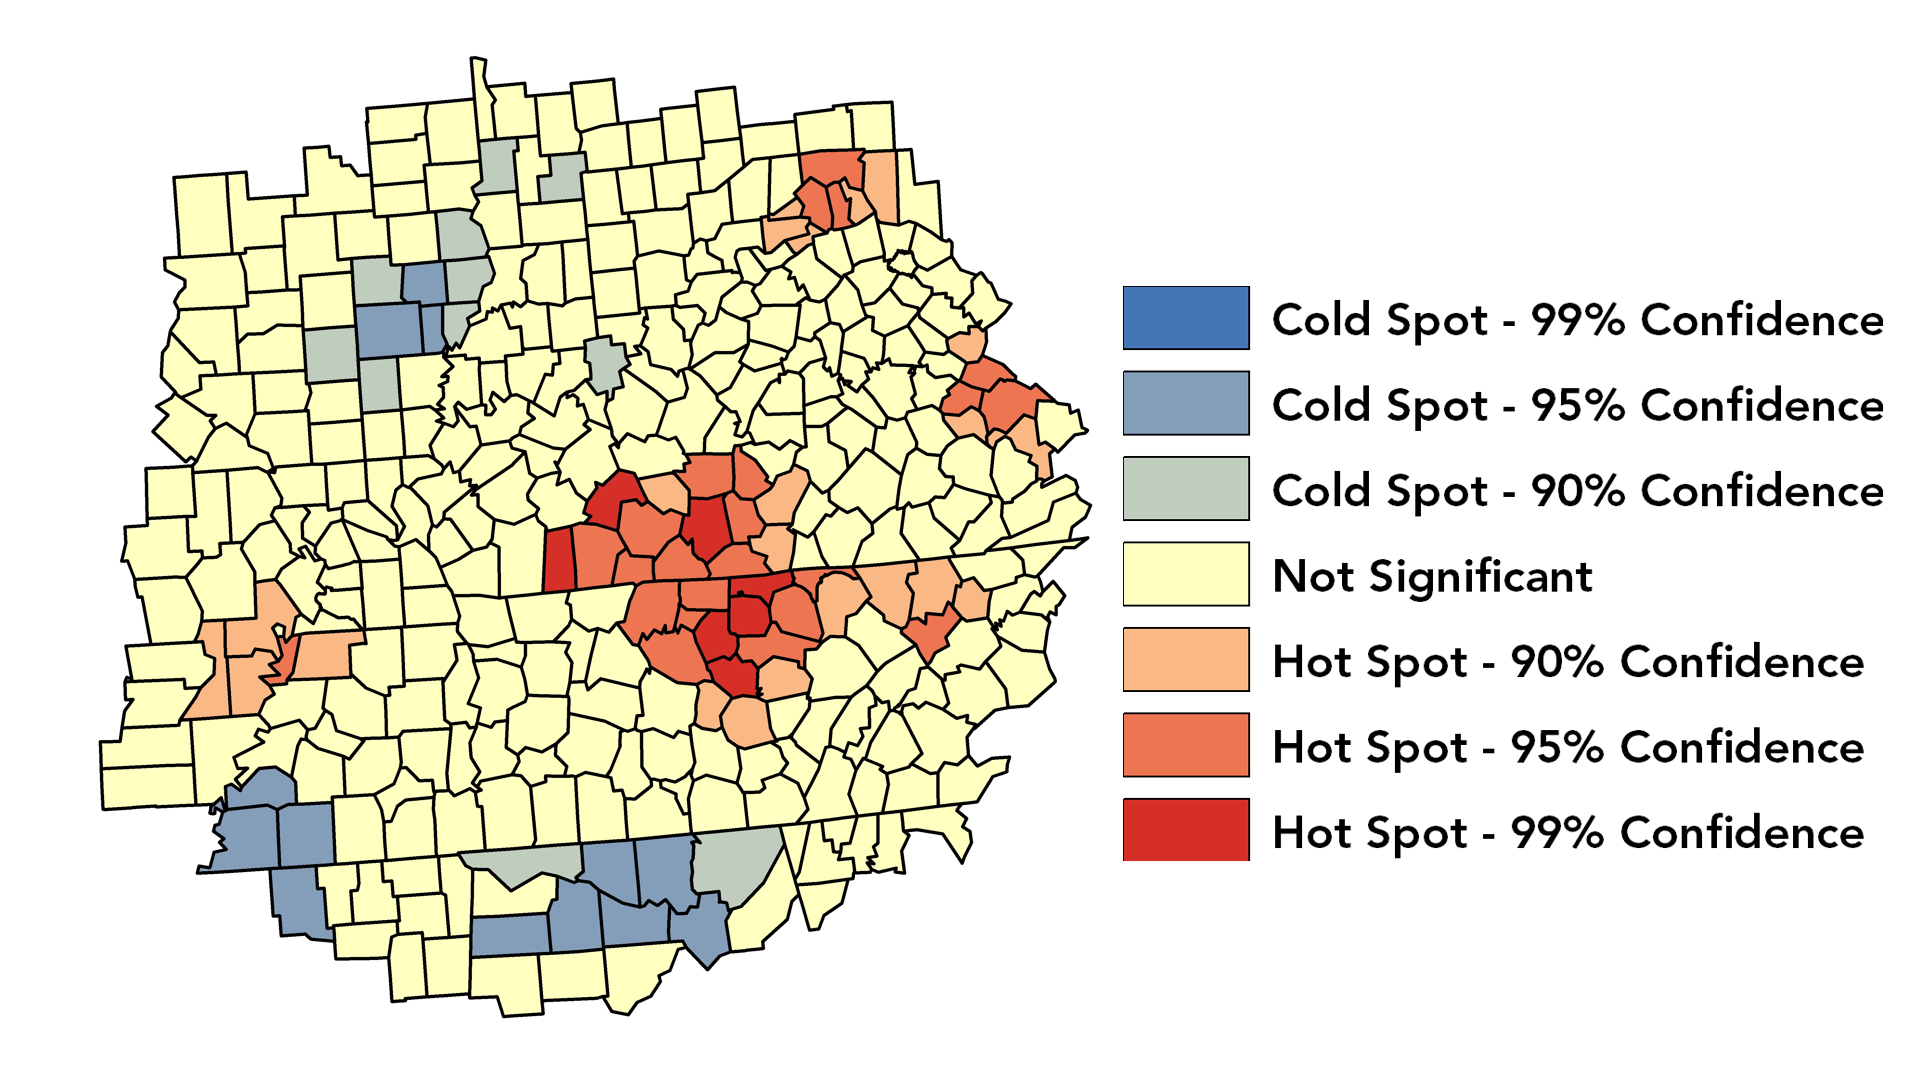 Cold Spot - 99% Confidence
Cold Spot - 95% Confidence
Cold Spot - 90% Confidence
Not Significant
Hot Spot - 90% Confidence
Hot Spot - 95% Confidence
Hot Spot - 99% Confidence